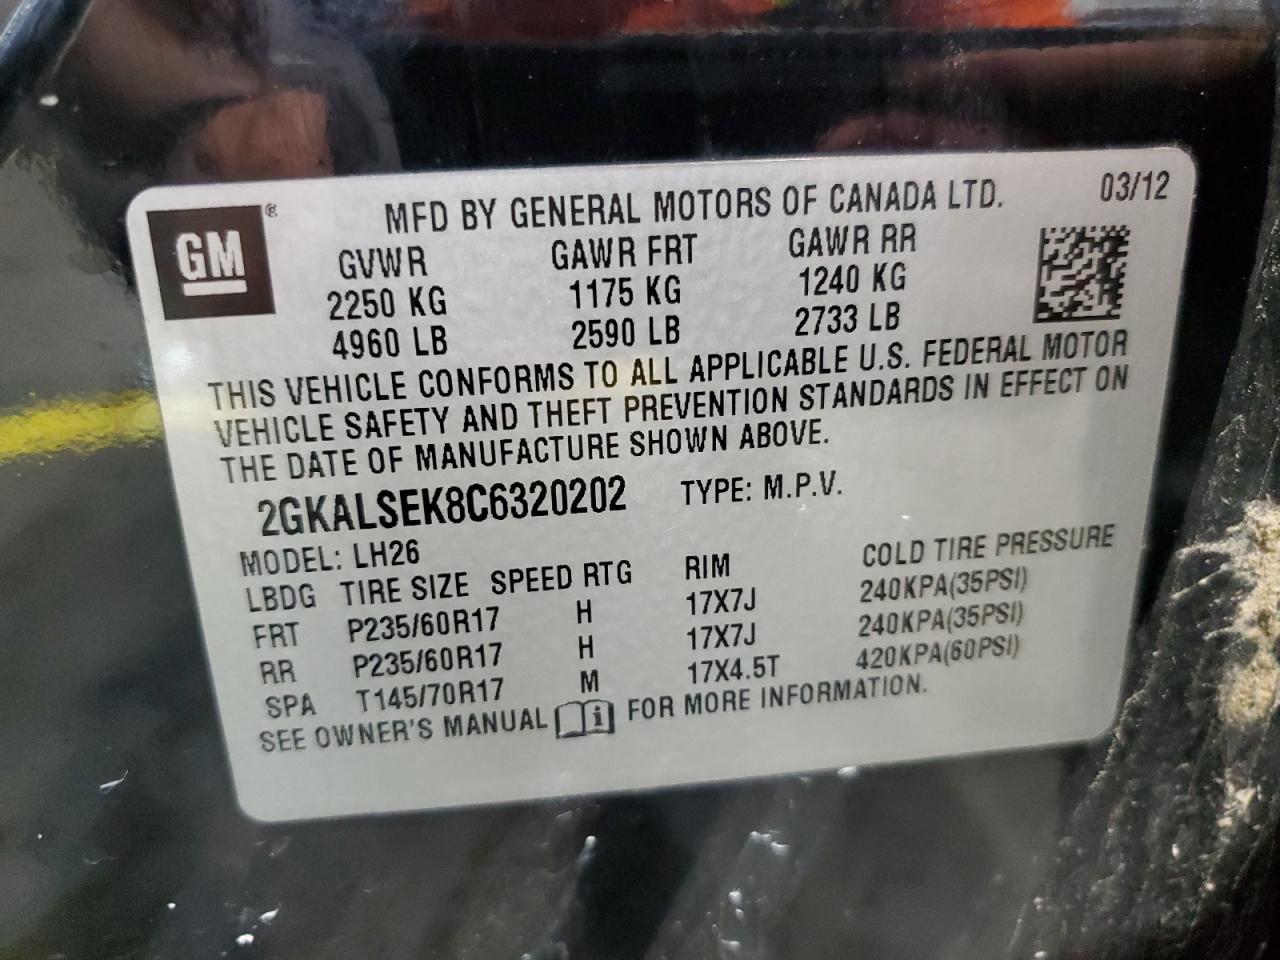 MFD BY GENERAL MOTORS OF CANADA LTD. 03/12
GM ®
GVWR GAWR FRT GAWR RR
2250 KG 1175 KG 1240 KG
4960 LB 2590 LB 2733 LB
THIS VEHICLE CONFORMS TO ALL APPLICABLE U.S. FEDERAL MOTOR
VEHICLE SAFETY AND THEFT PREVENTION STANDARDS IN EFFECT ON
THE DATE OF MANUFACTURE SHOWN ABOVE.
2GKALSEK8C6320202 TYPE: M.P.V.
MODEL: LH26
LBDG TIRE SIZE SPEED RTG RIM COLD TIRE PRESSURE
FRT P235/60R17 H 17X7J 240KPA(35PSI)
RR P235/60R17 H 17X7J 240KPA(35PSI)
SPA T145/70R17 M 17X4.5T 420KPA(60PSI)
SEE OWNER'S MANUAL i FOR MORE INFORMATION.